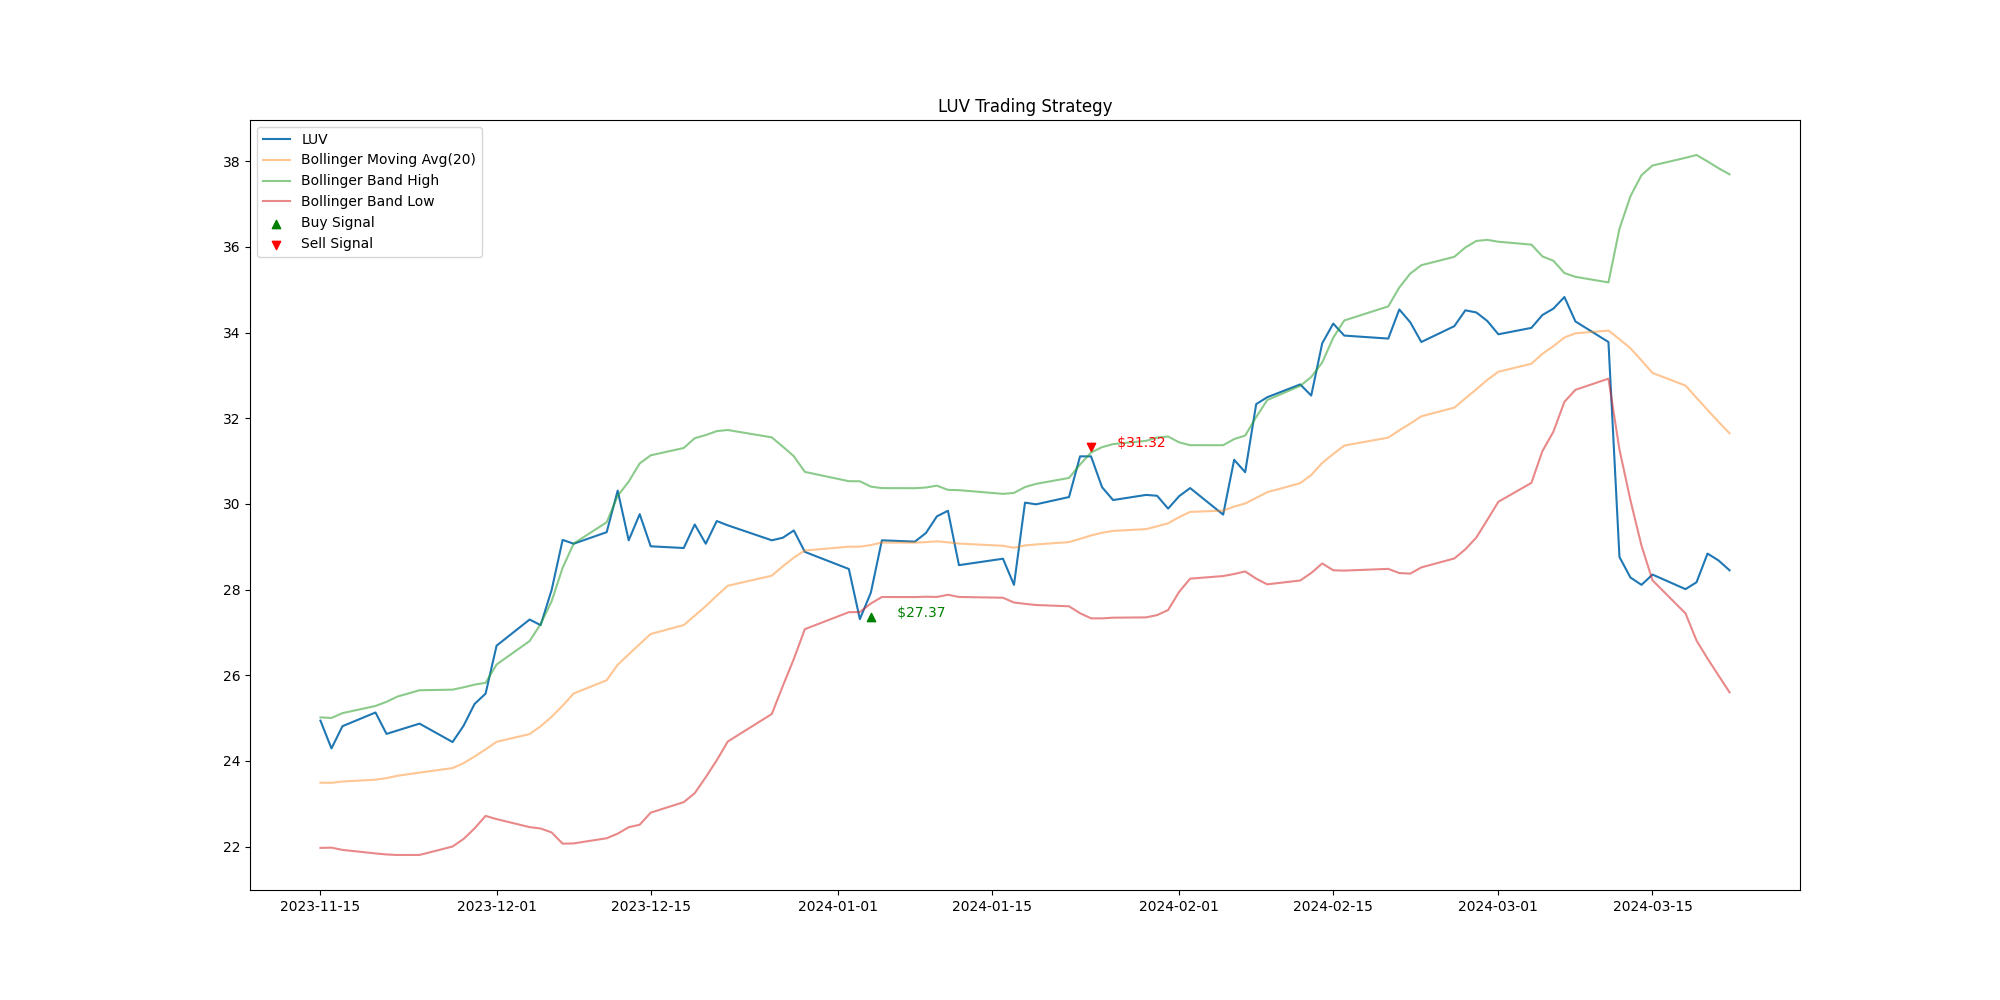 LUV Trading Strategy
LUV
Bollinger Moving Avg(20)
Bollinger Band High
Bollinger Band Low
Buy Signal
Sell Signal
38
36
34
32
30
28
26
24
22
$31.32
$27.37
2023-11-15
2023-12-01
2023-12-15
2024-01-01
2024-01-15
2024-02-01
2024-02-15
2024-03-01
2024-03-15